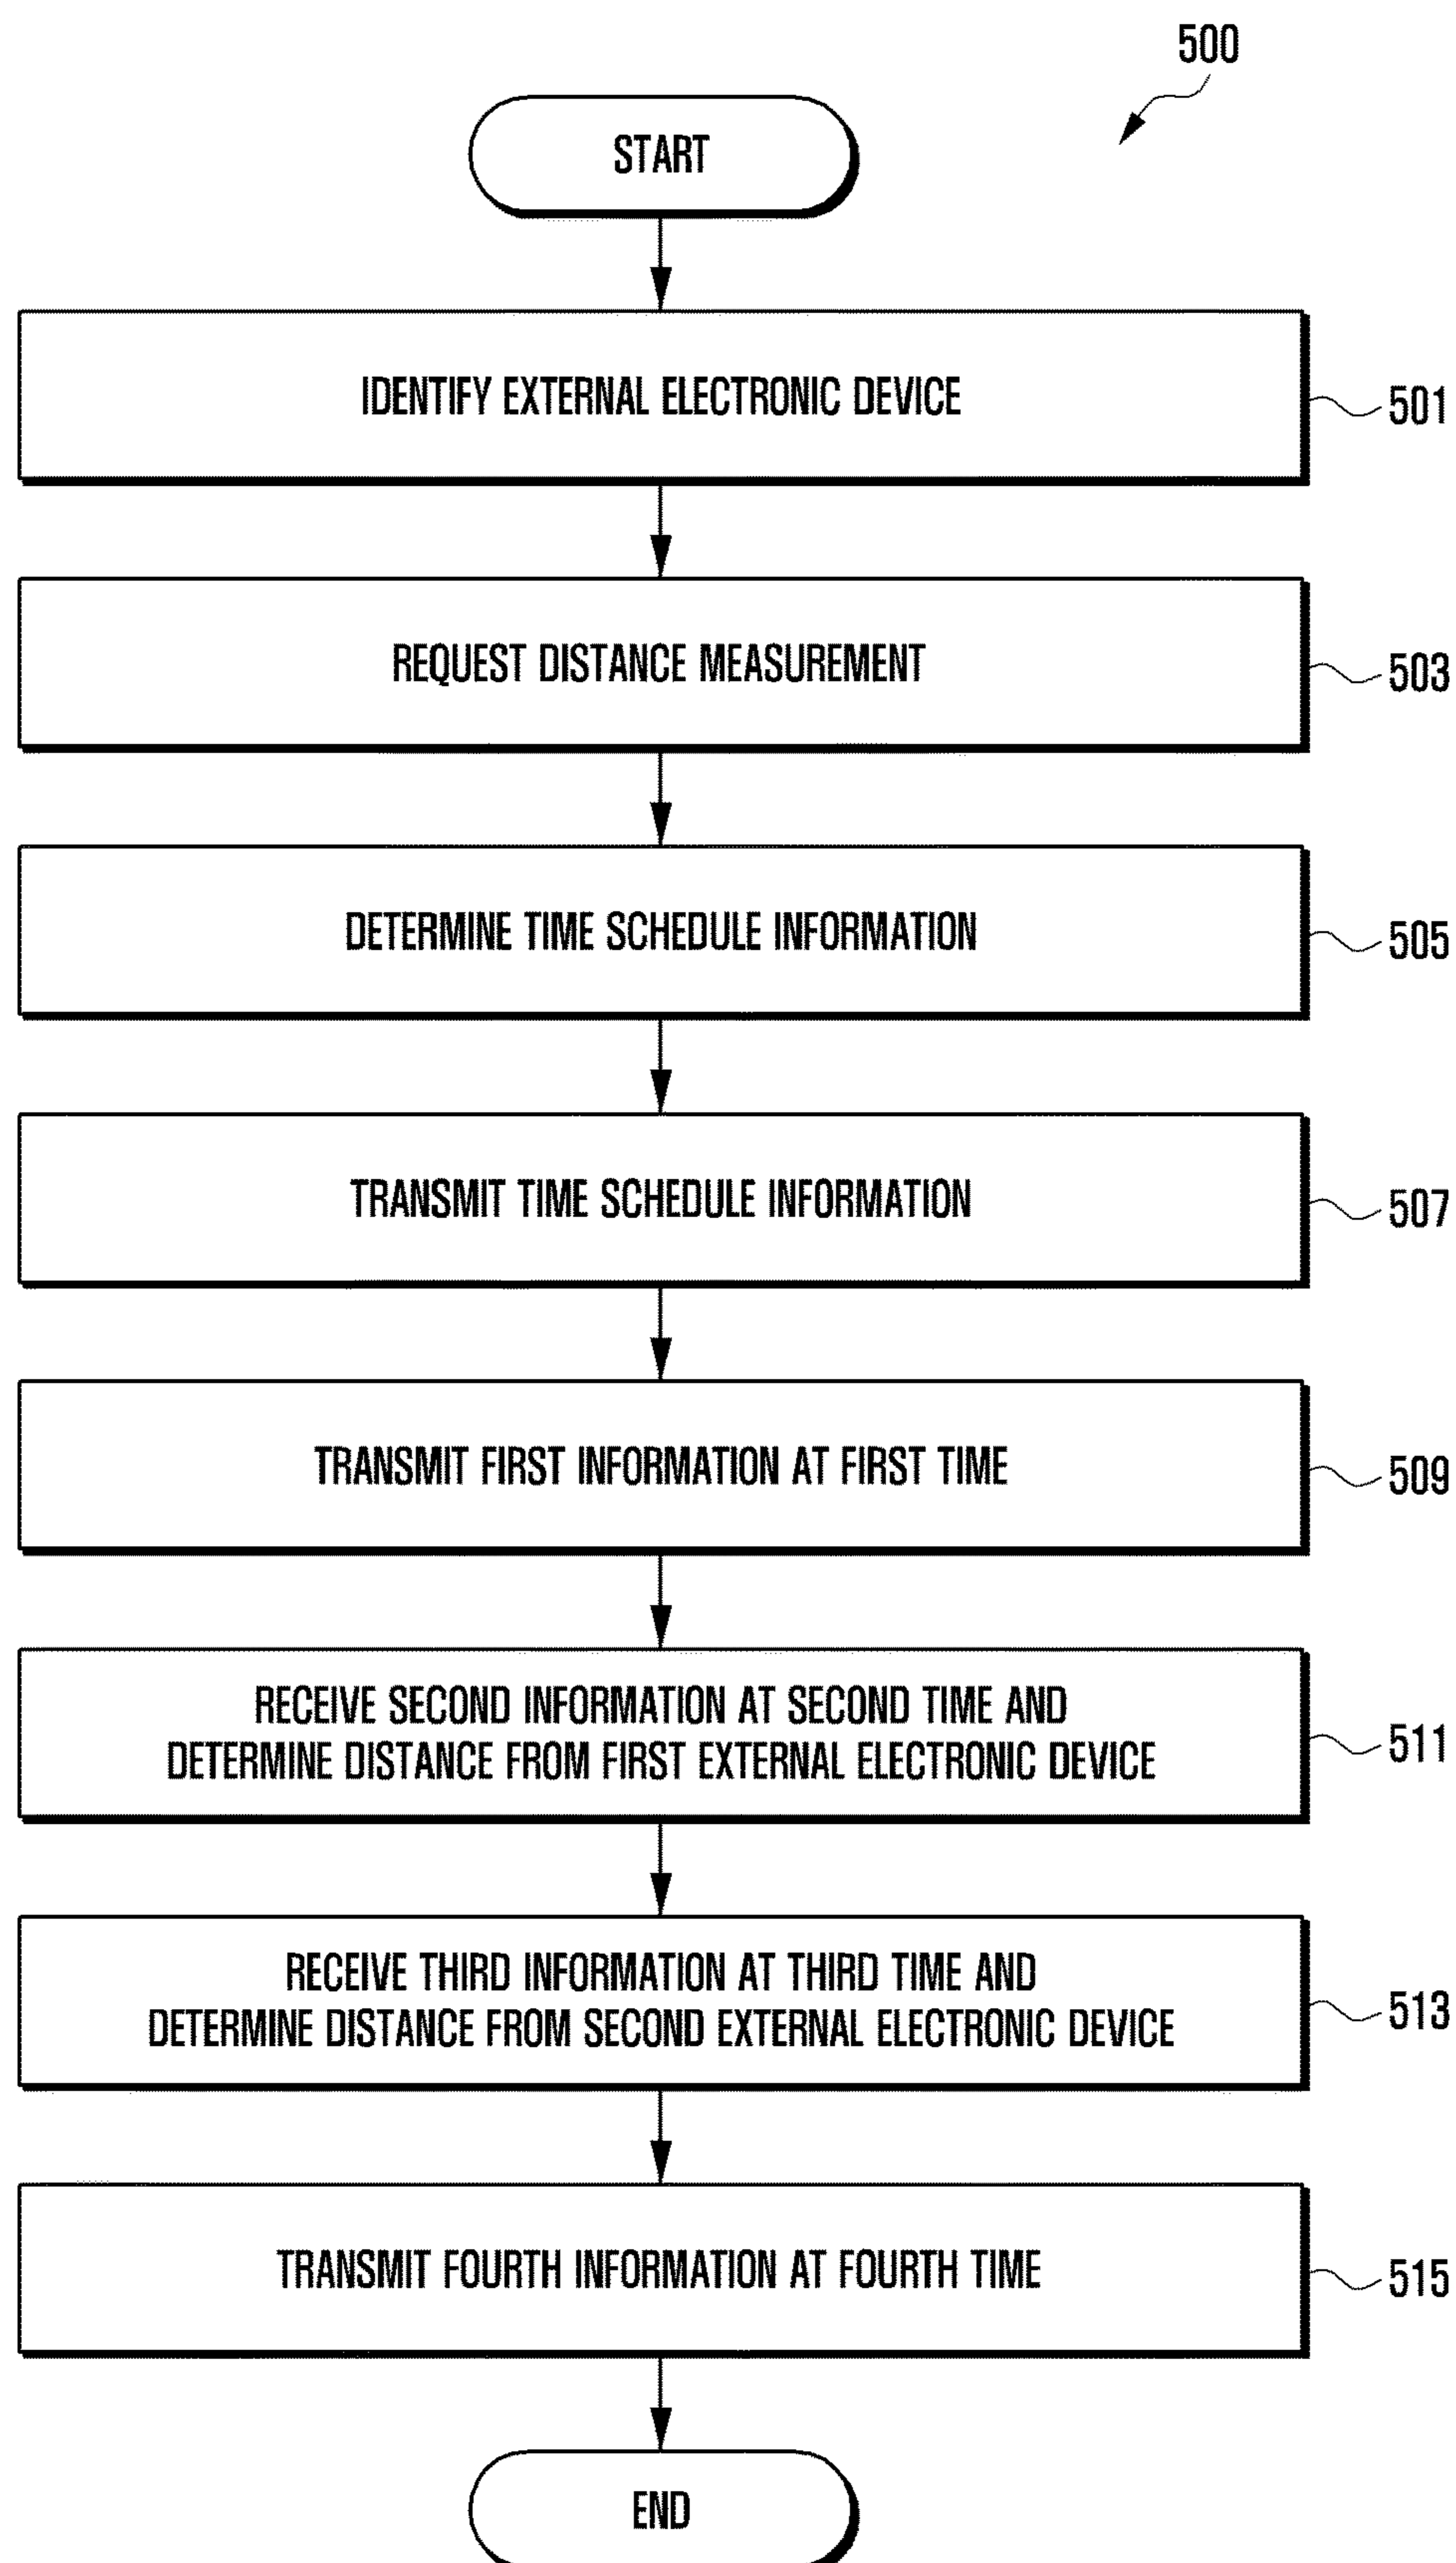 500
START
IDENTIFY EXTERNAL ELECTRONIC DEVICE
501
REQUEST DISTANCE MEASUREMENT
503
DETERMINE TIME SCHEDULE INFORMATION
505
TRANSMIT TIME SCHEDULE INFORMATION
507
TRANSMIT FIRST INFORMATION AT FIRST TIME
509
RECEIVE SECOND INFORMATION AT SECOND TIME AND
DETERMINE DISTANCE FROM FIRST EXTERNAL ELECTRONIC DEVICE
511
RECEIVE THIRD INFORMATION AT THIRD TIME AND
DETERMINE DISTANCE FROM SECOND EXTERNAL ELECTRONIC DEVICE
513
TRANSMIT FOURTH INFORMATION AT FOURTH TIME
515
END